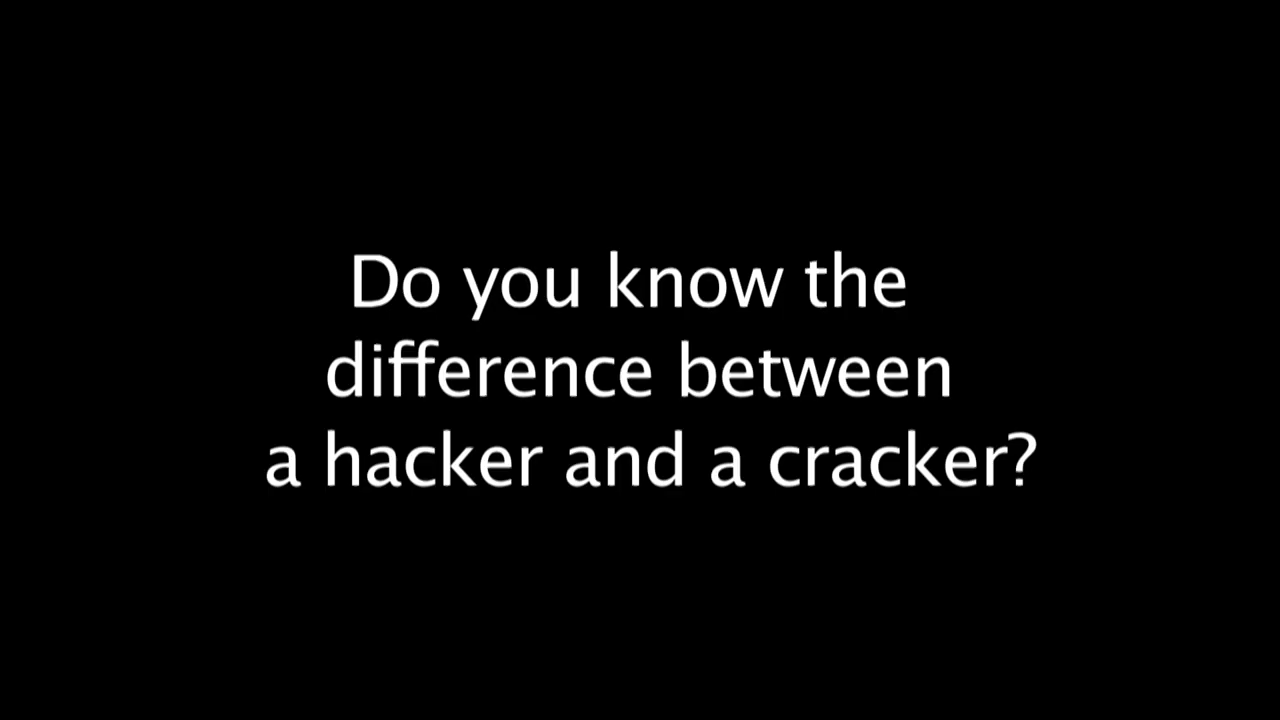 Do you know the
difference between
a hacker and a cracker?